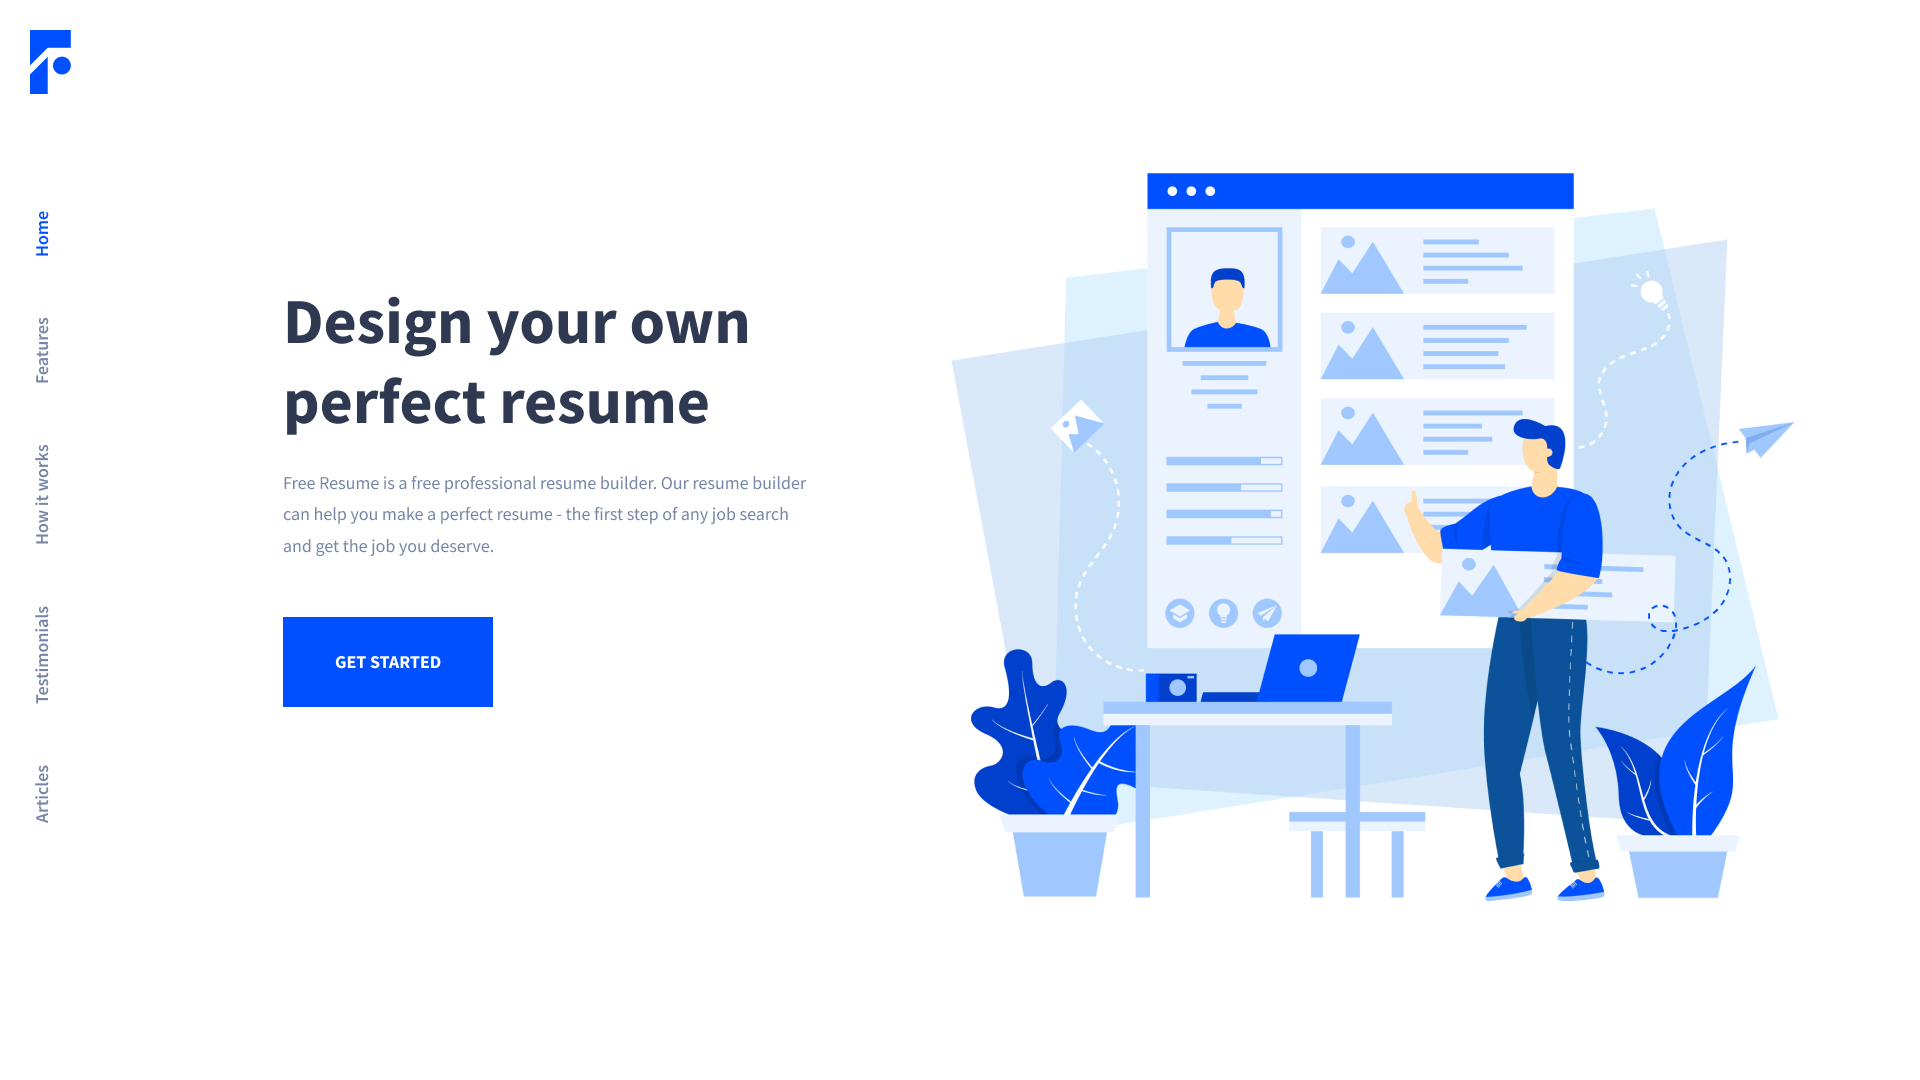 Home
Features
How it works
Testimonials
Articles
Design your own
perfect resume
Free Resume is a free professional resume builder. Our resume builder
can help you make a perfect resume - the first step of any job search
and get the job you deserve.
GET STARTED